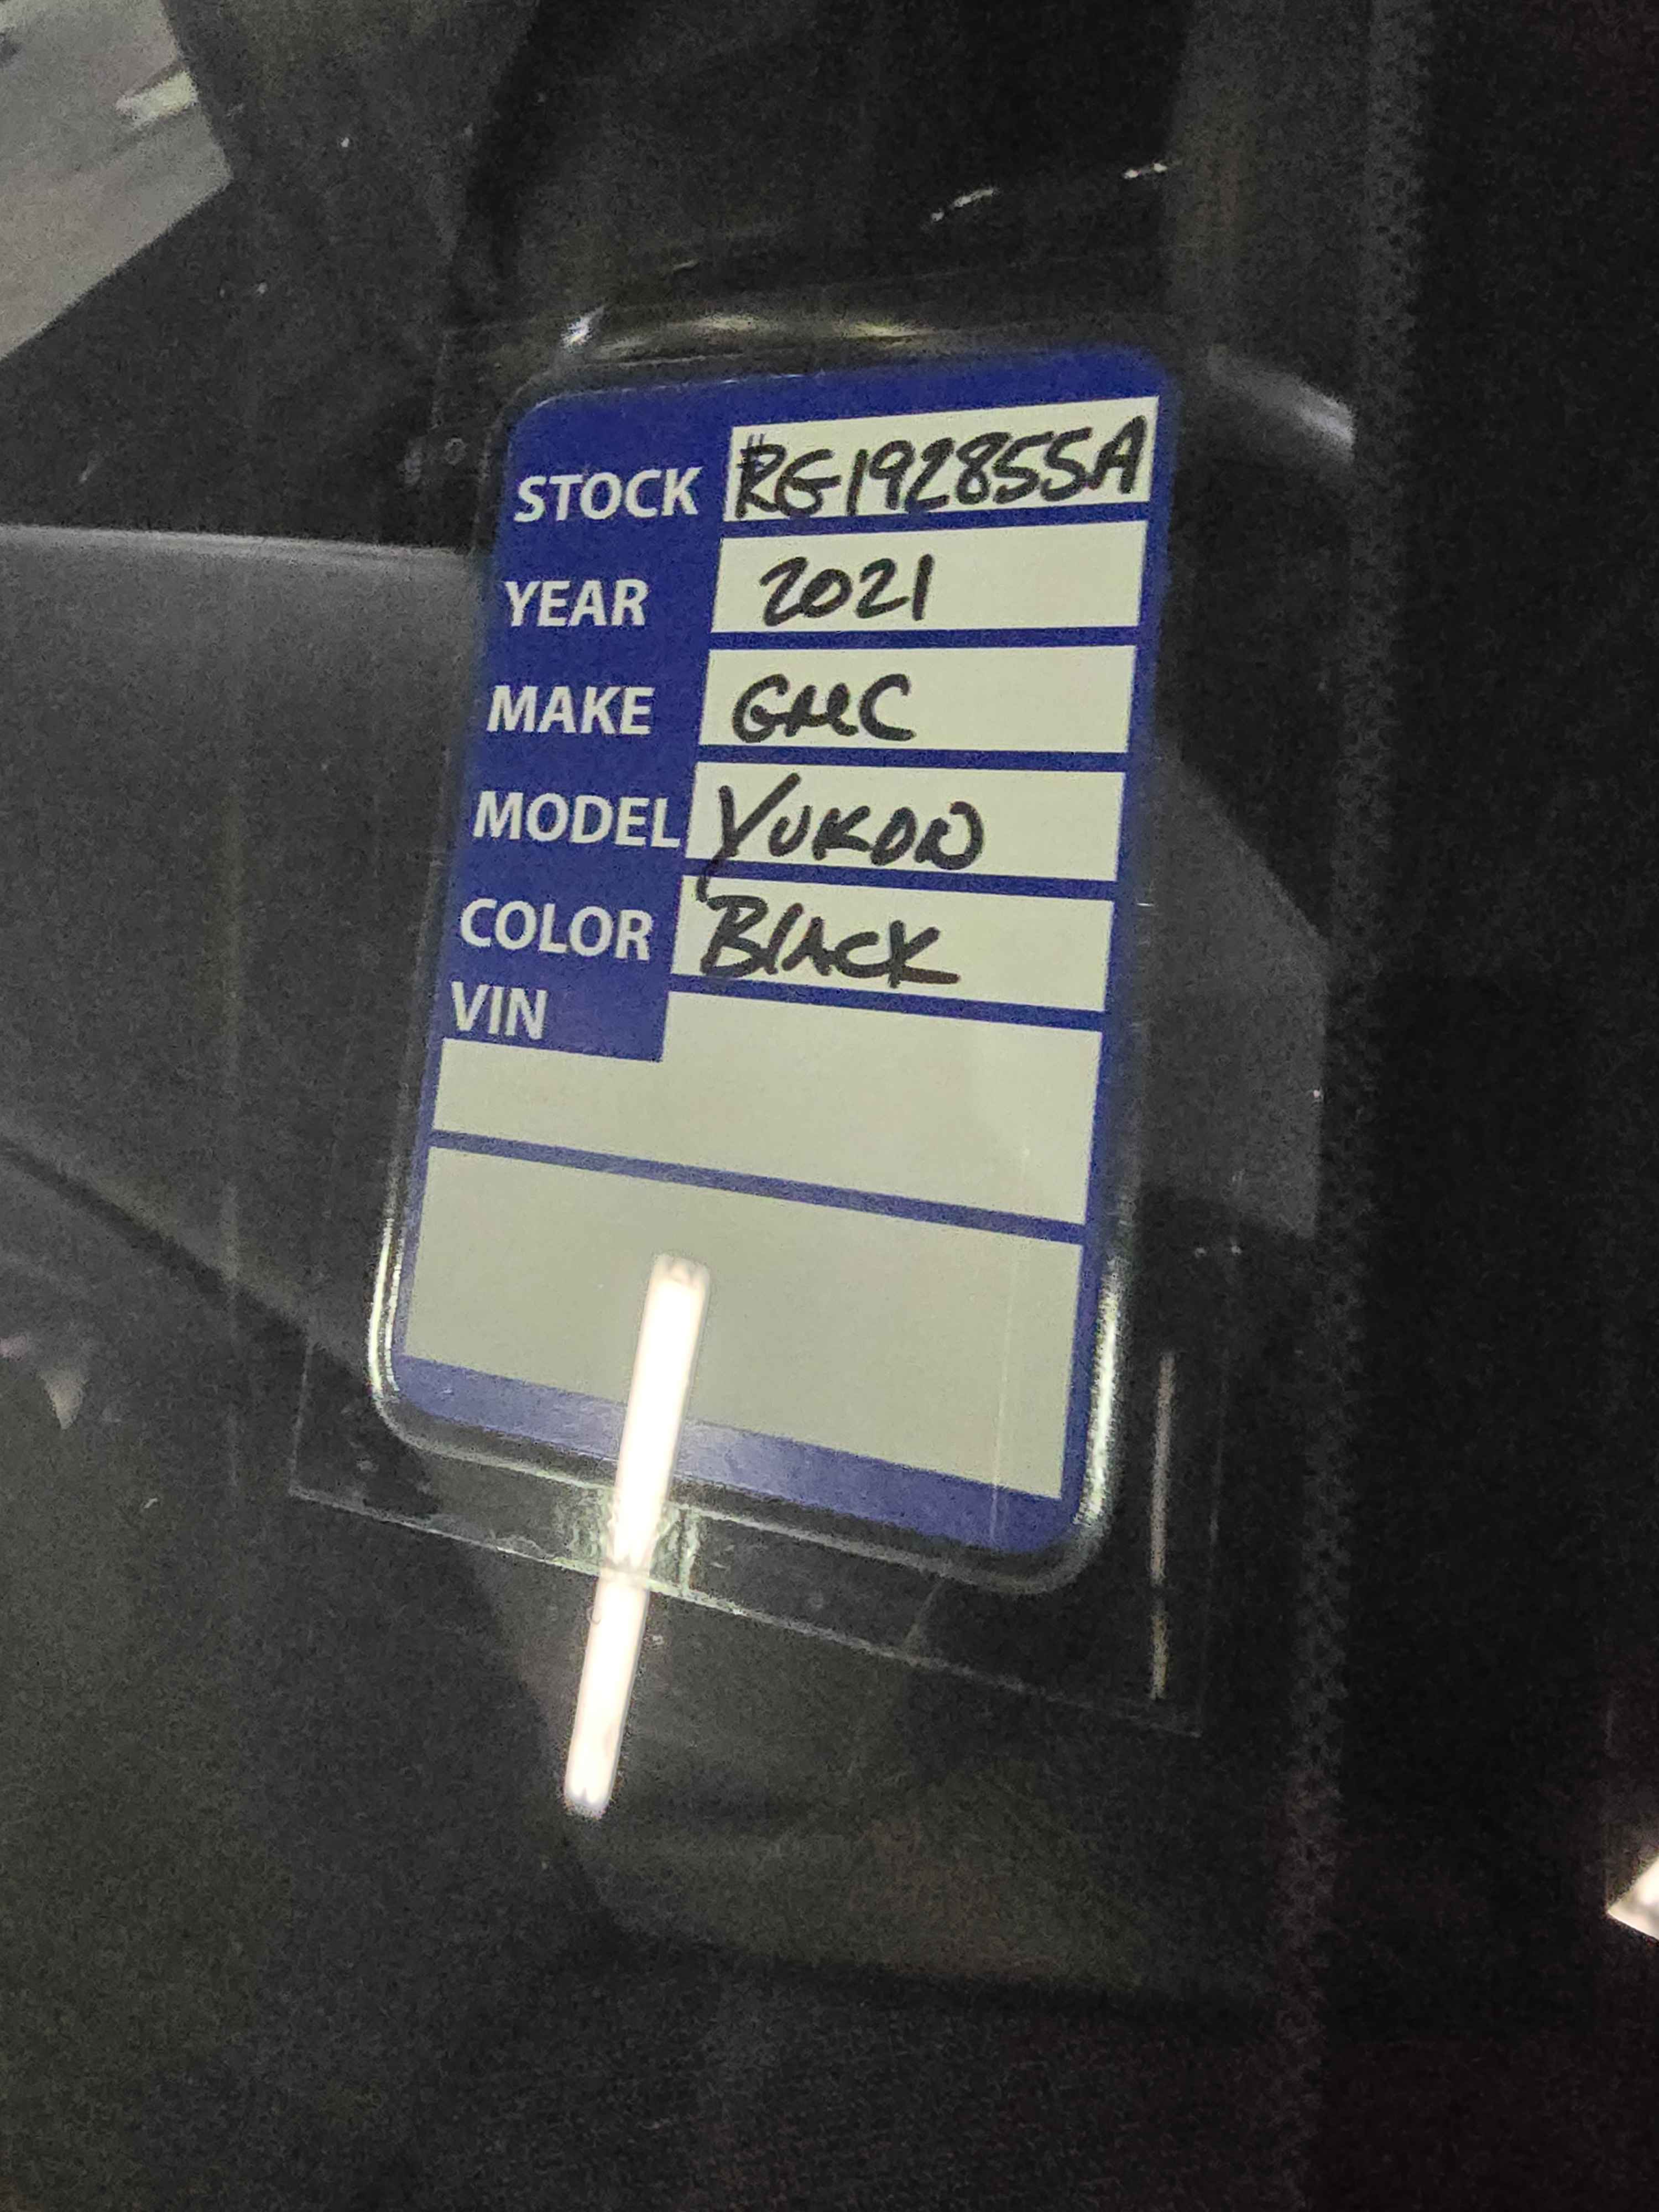 STOCK #RG192855A
YEAR 2021
MAKE GMC
MODEL YUKON
COLOR BlACK
VIN